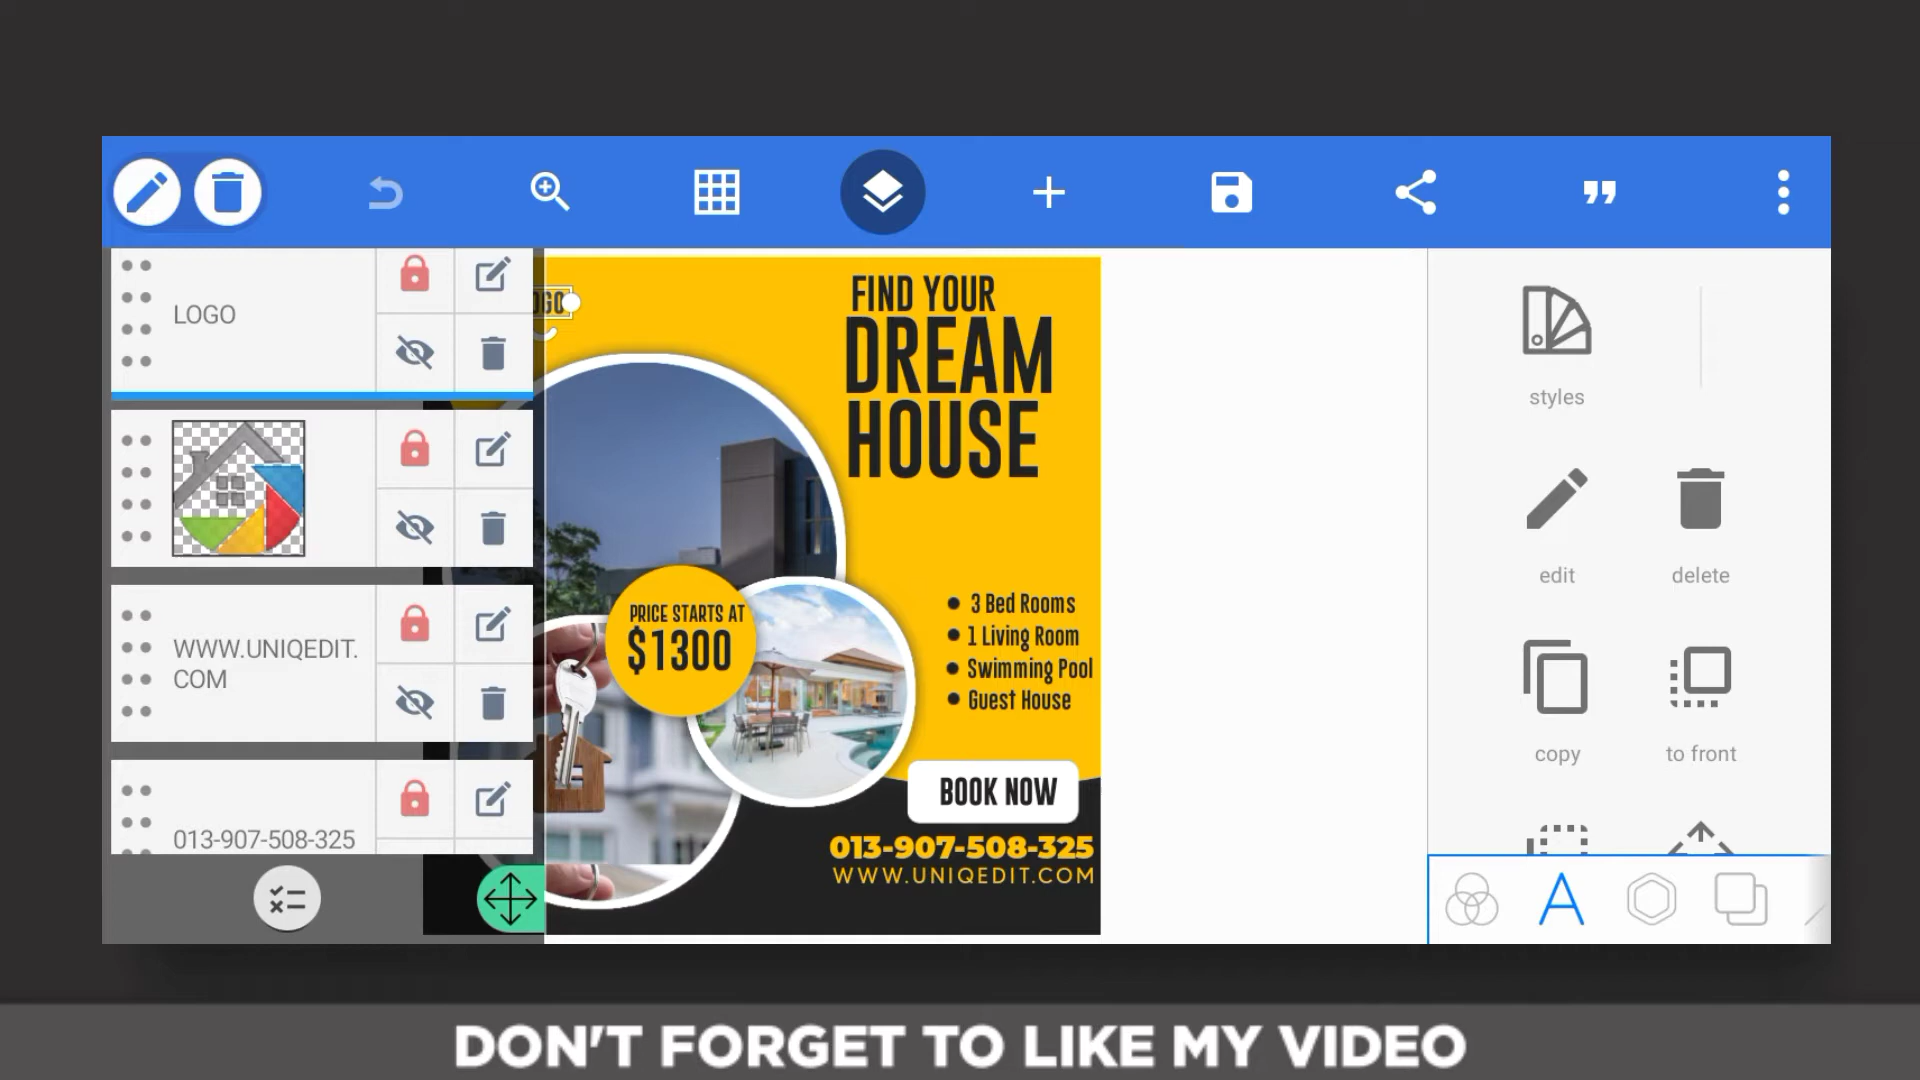 LOGO
WWW.UNIQEDIT.
COM
013-907-508-325
FIND YOUR
DREAM
HOUSE
PRICE STARTS AT
$1300
3 Bed Rooms
1 Living Room
Swimming Pool
Guest House
BOOK NOW
013-907-508-325
WWW.UNIQEDIT.COM
styles
edit
delete
copy
to front
DON'T FORGET TO LIKE MY VIDEO